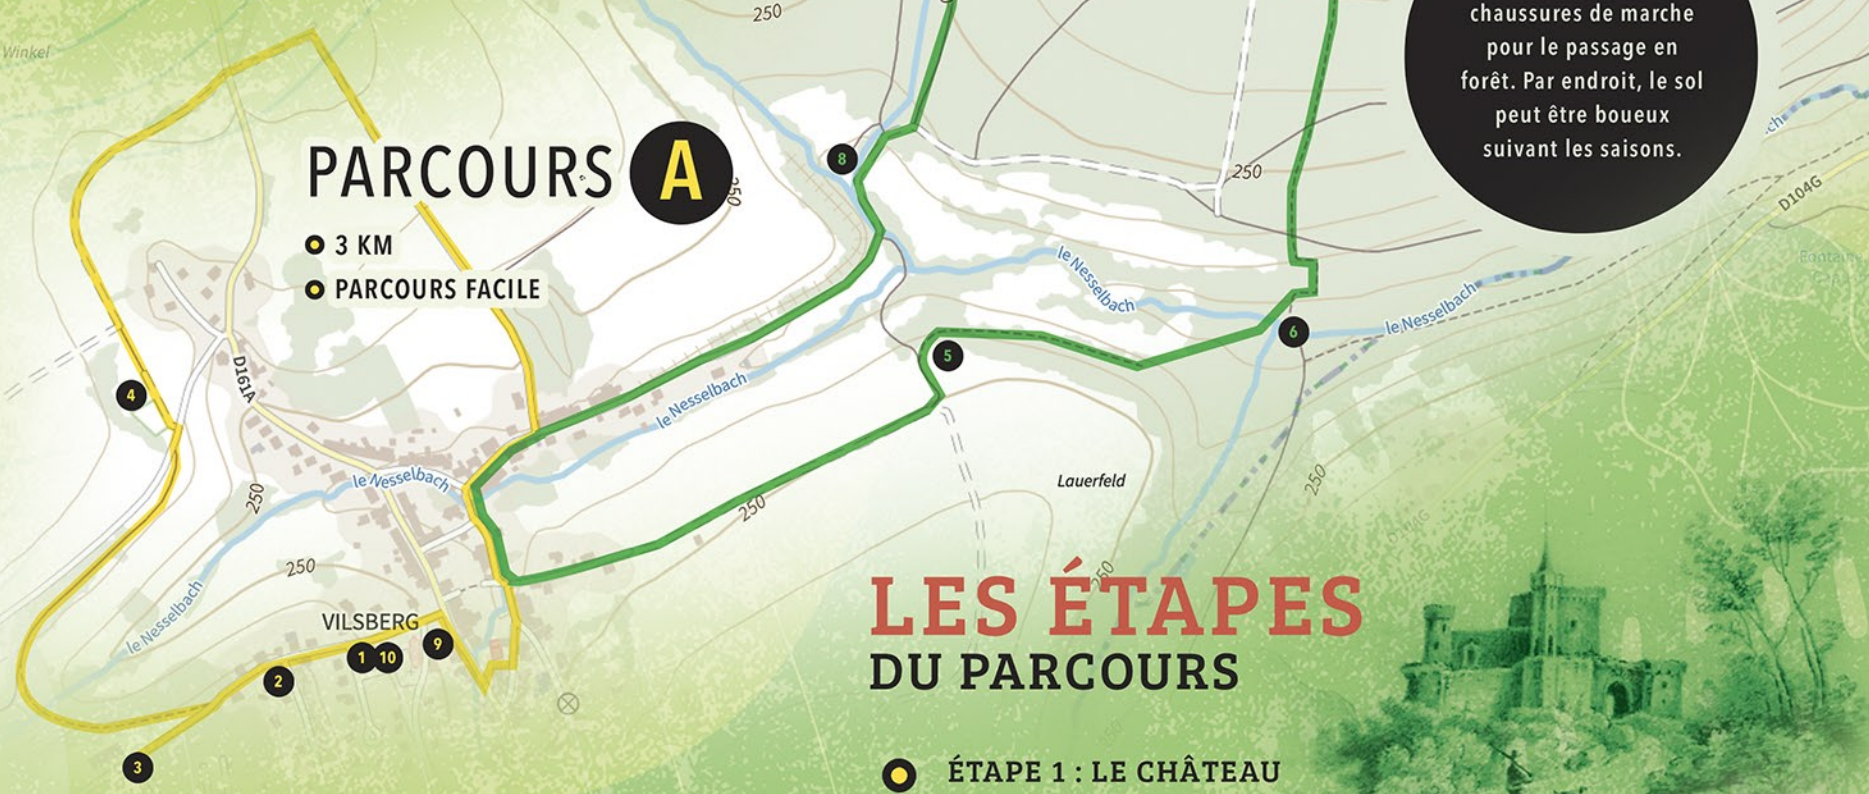 250
chaussures de marche
pour le passage en
forêt. Par endroit, le sol
peut être boueux
suivant les saisons.
Winkel
PARCOURS A
3 KM
PARCOURS FACILE
250
8
250
D104G
le Nesselbach
le Nesselbach
6
5
4
D161A
le Nesselbach
le Nesselbach
250
250
250
Lauerfeld
250
D104G
250
le Nesselbach
VILSBERG
1
10
9
2
3
LES ÉTAPES
DU PARCOURS
ÉTAPE 1 : LE CHÂTEAU